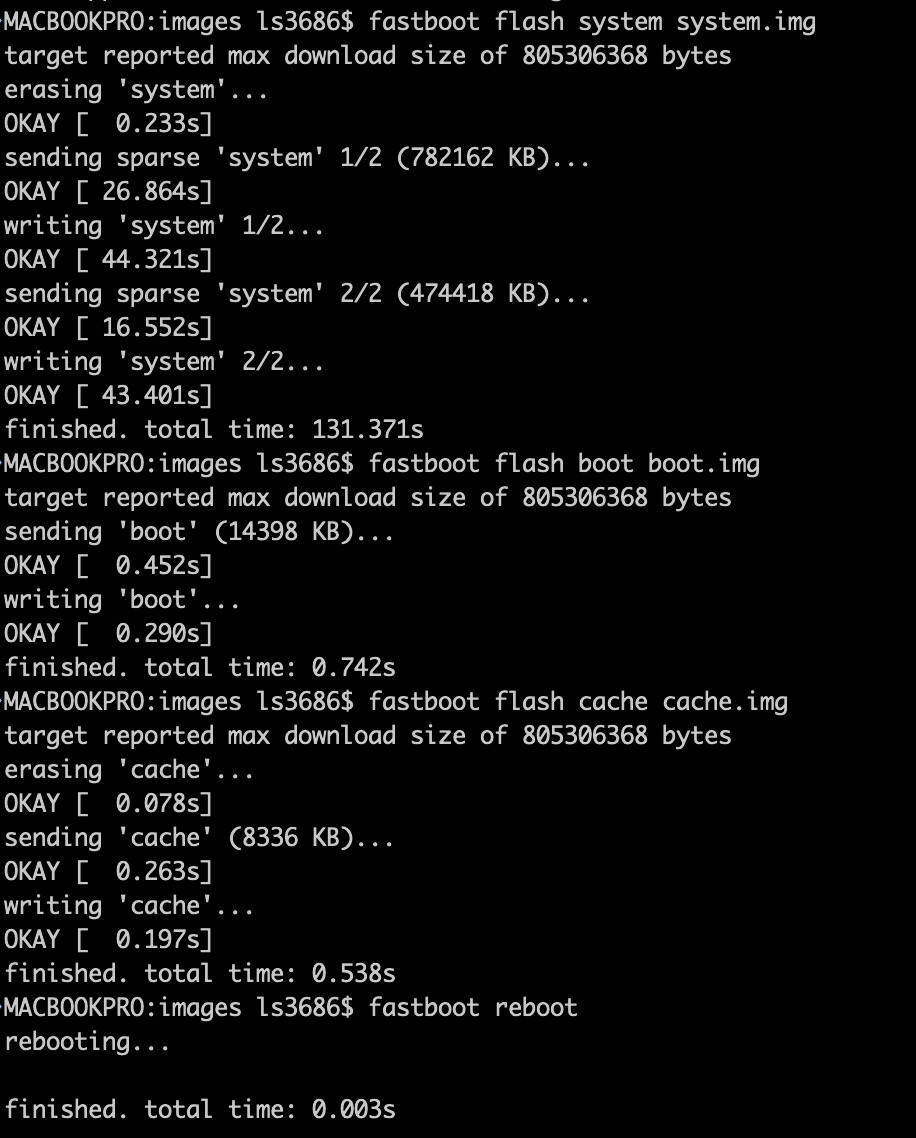 MACBOOKPRO:images ls3686$ fastboot flash system system.img
target reported max download size of 805306368 bytes
erasing 'system'...
OKAY [  0.233s]
sending sparse 'system' 1/2 (782162 KB)...
OKAY [ 26.864s]
writing 'system' 1/2...
OKAY [ 44.321s]
sending sparse 'system' 2/2 (474418 KB)...
OKAY [ 16.552s]
writing 'system' 2/2...
OKAY [ 43.401s]
finished. total time: 131.371s
MACBOOKPRO:images ls3686$ fastboot flash boot boot.img
target reported max download size of 805306368 bytes
sending 'boot' (14398 KB)...
OKAY [  0.452s]
writing 'boot'...
OKAY [  0.290s]
finished. total time: 0.742s
MACBOOKPRO:images ls3686$ fastboot flash cache cache.img
target reported max download size of 805306368 bytes
erasing 'cache'...
OKAY [  0.078s]
sending 'cache' (8336 KB)...
OKAY [  0.263s]
writing 'cache'...
OKAY [  0.197s]
finished. total time: 0.538s
MACBOOKPRO:images ls3686$ fastboot reboot
rebooting...

finished. total time: 0.003s